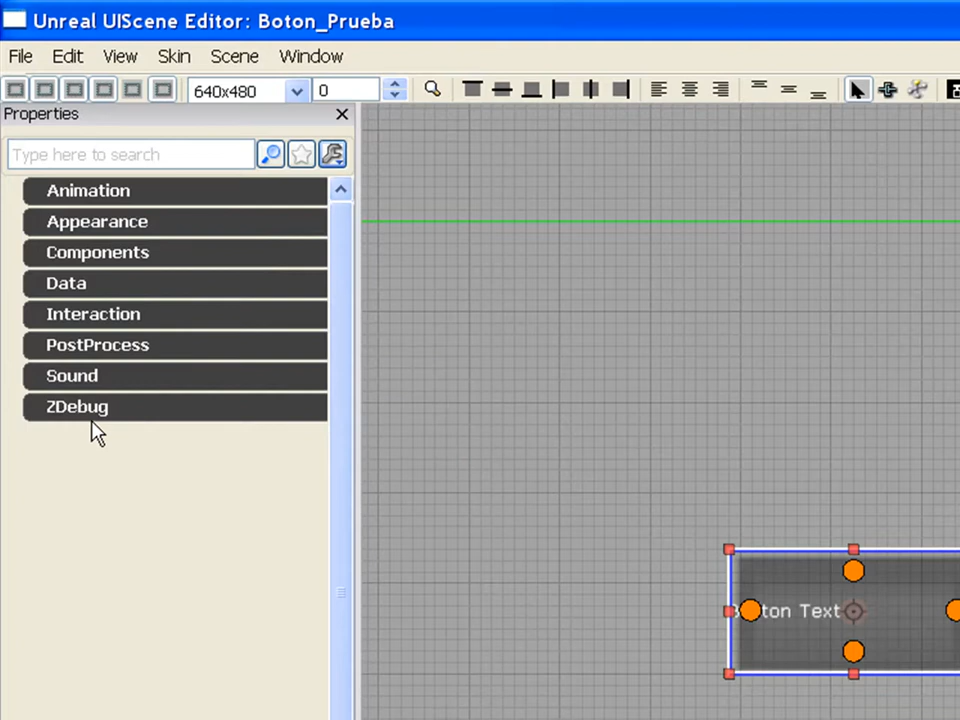 Unreal UIScene Editor: Boton_Prueba
File Edit View Skin Scene Window
640x480 0
Properties
Type here to search
Animation
Appearance
Components
Data
Interaction
PostProcess
Sound
ZDebug
Text